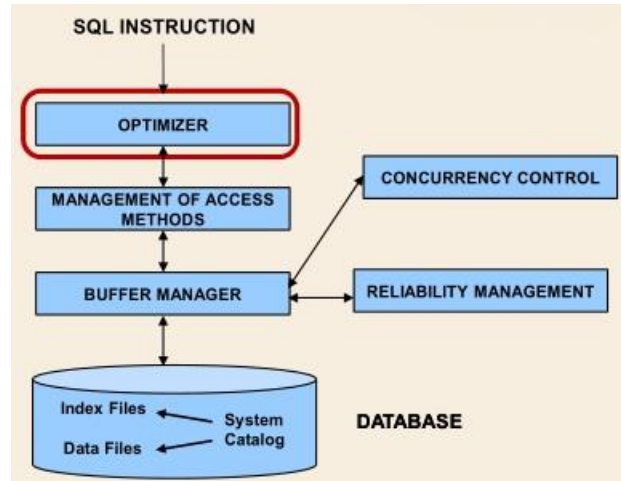 SQL INSTRUCTION
OPTIMIZER
CONCURRENCY CONTROL
MANAGEMENT OF ACCESS
METHODS
BUFFER MANAGER
RELIABILITY MANAGEMENT
Index Files
System
Catalog
Data Files
DATABASE